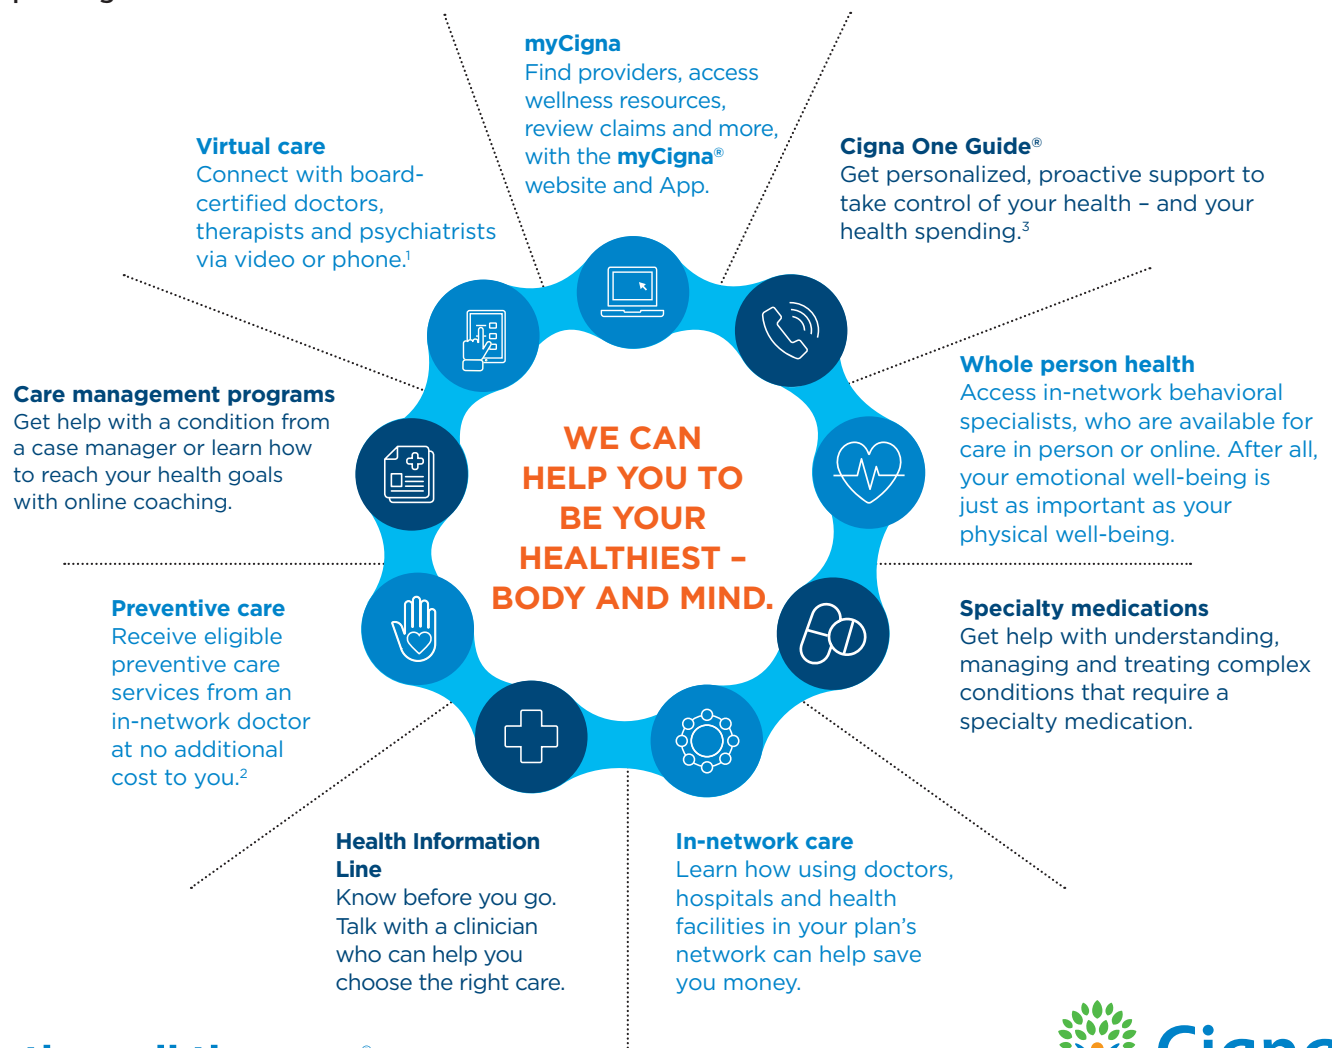 myCigna
Find providers, access
wellness resources,
review claims and more,
with the myCigna®
website and App.
Virtual care
Connect with board-
certified doctors,
therapists and psychiatrists
via video or phone.1
Cigna One Guide®
Get personalized, proactive support to
take control of your health – and your
health spending.3
Care management programs
Get help with a condition from
a case manager or learn how
to reach your health goals
with online coaching.
WE CAN
HELP YOU TO
BE YOUR
HEALTHIEST –
BODY AND MIND.
Whole person health
Access in-network behavioral
specialists, who are available for
care in person or online. After all,
your emotional well-being is
just as important as your
physical well-being.
Preventive care
Receive eligible
preventive care
services from an
in-network doctor
at no additional
cost to you.2
Specialty medications
Get help with understanding,
managing and treating complex
conditions that require a
specialty medication.
Health Information
Line
Know before you go.
Talk with a clinician
who can help you
choose the right care.
In-network care
Learn how using doctors,
hospitals and health
facilities in your plan's
network can help save
you money.
Cigna